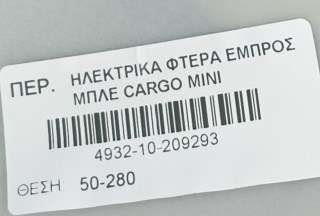 ΠΕΡ. ΗΛΕΚΤΡΙΚΑ ΦΤΕΡΑ ΕΜΠΡΟΣ
ΜΠΛΕ CARGO MINI
4932-10-209293
ΘΕΣΗ: 50-280